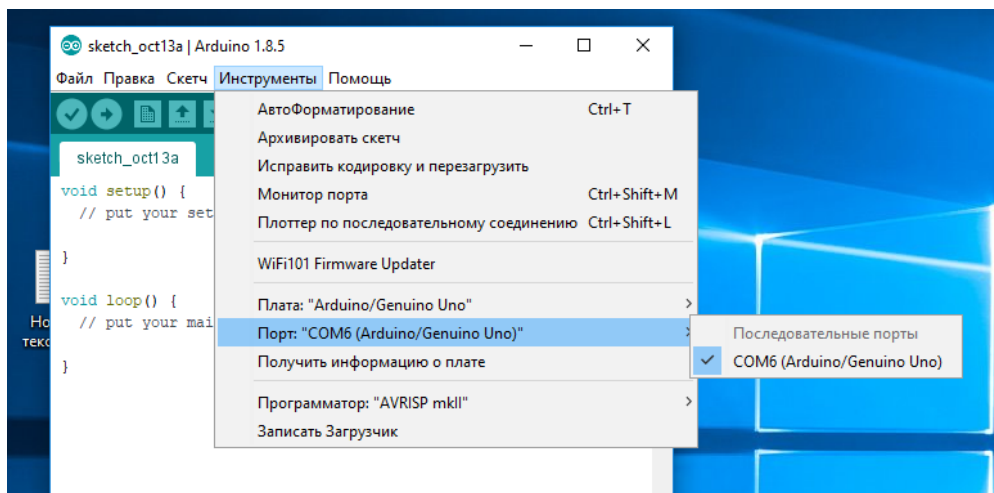 sketch_oct13a | Arduino 1.8.5
Файл Правка Скетч Инструменты Помощь
АвтоФорматирование Ctrl+T
Архивировать скетч
Исправить кодировку и перезагрузить
Монитор порта Ctrl+Shift+M
Плоттер по последовательному соединению Ctrl+Shift+L
WiFi101 Firmware Updater
Плата: "Arduino/Genuino Uno"
Порт: "COM6 (Arduino/Genuino Uno)"
Получить информацию о плате
Программатор: "AVRISP mkII"
Записать Загрузчик
Последовательные порты
COM6 (Arduino/Genuino Uno)
sketch_oct13a
void setup() {
// put your set
}
void loop() {
// put your mai
}
Но
текс